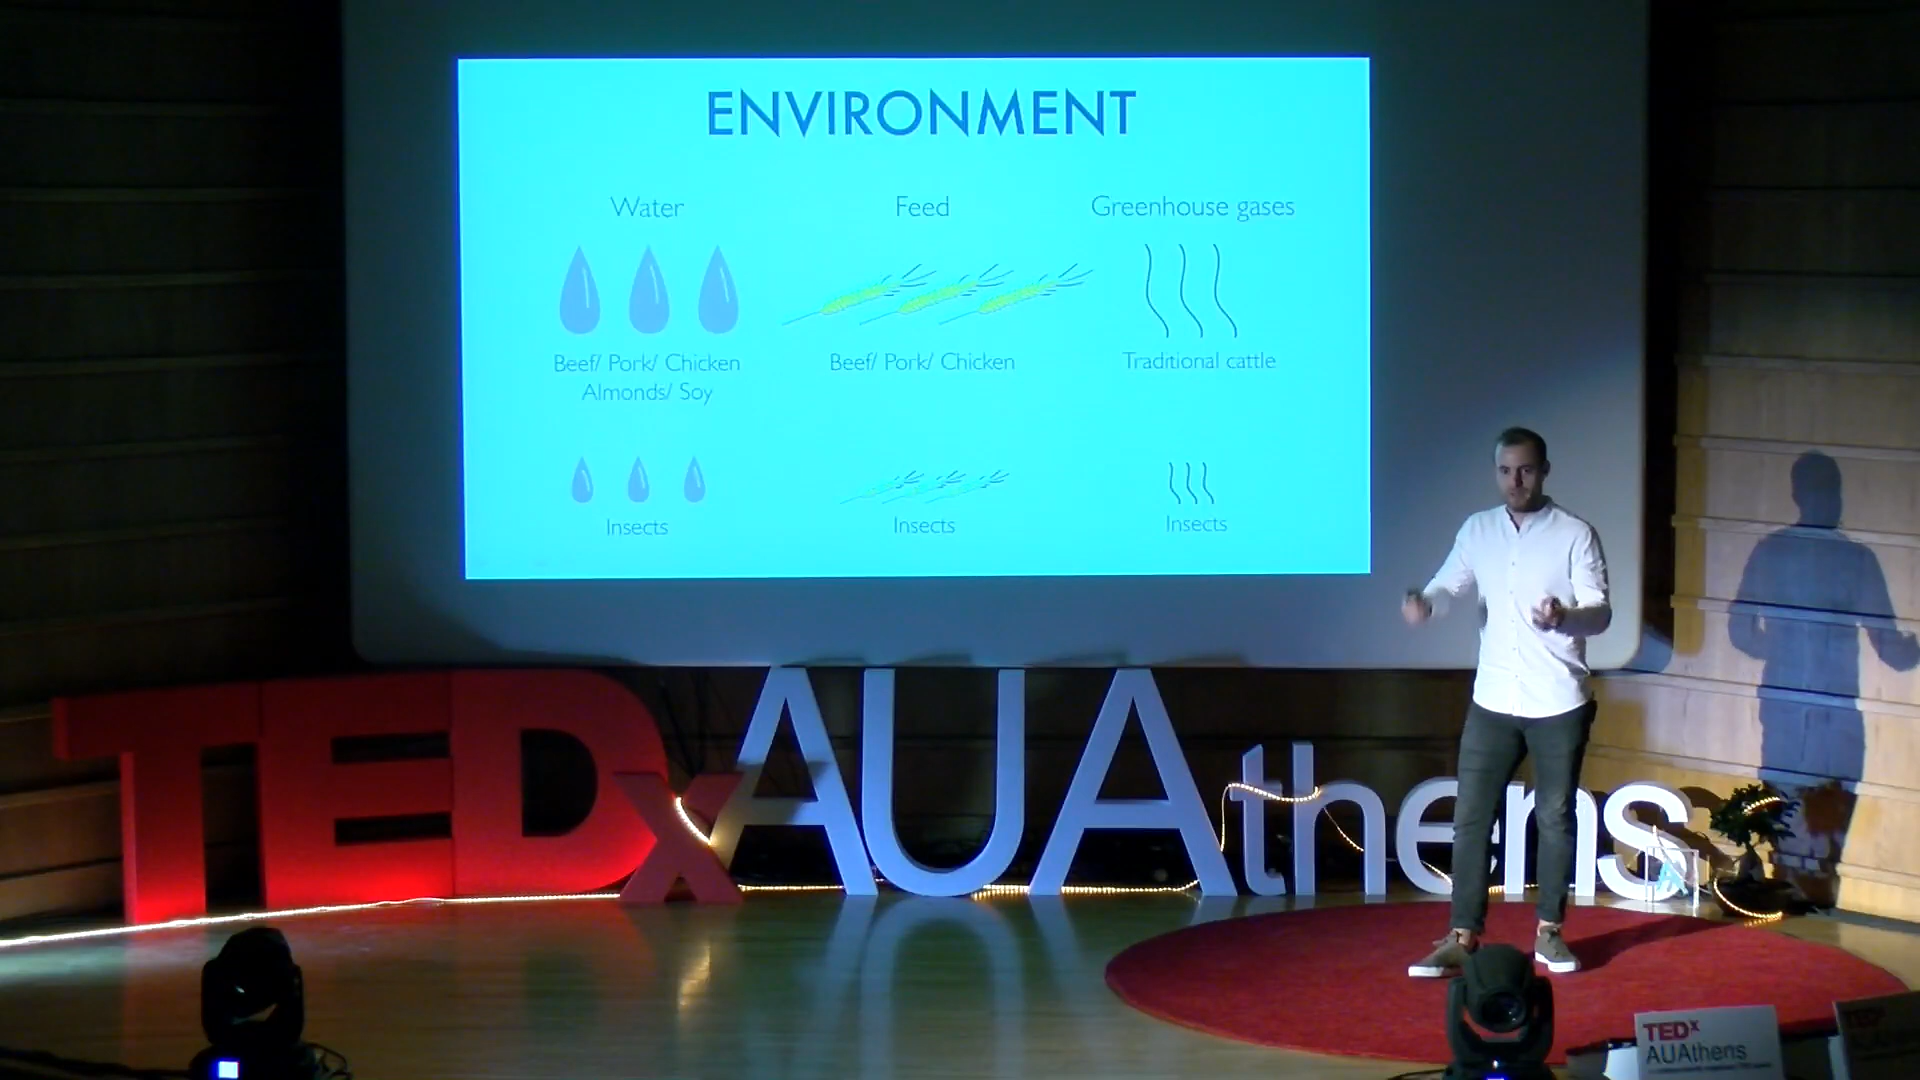 ENVIRONMENT
Water
Feed
Greenhouse gases
Beef/ Pork/ Chicken
Almonds/ Soy
Beef/ Pork/ Chicken
Traditional cattle
Insects
Insects
Insects
TEDxAUAthens
TEDx
AUAthens